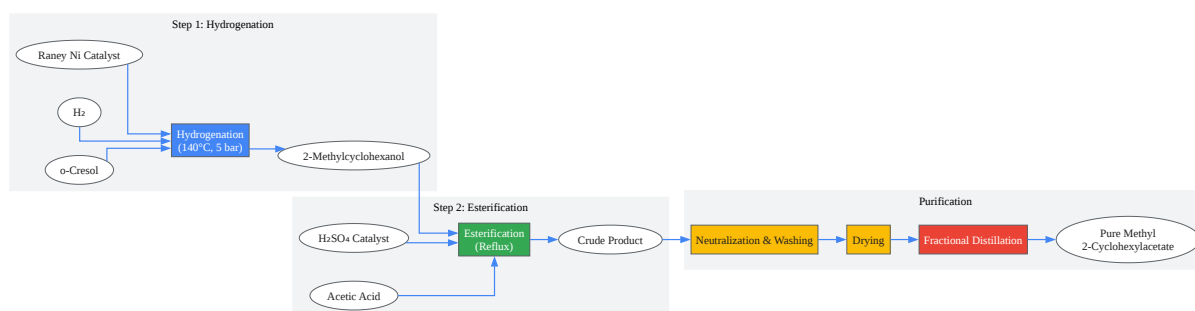 Step 1: Hydrogenation
Raney Ni Catalyst
H₂
o-Cresol
Hydrogenation
(140°C, 5 bar)
2-Methylcyclohexanol
Step 2: Esterification
H₂SO₄ Catalyst
Acetic Acid
Esterification
(Reflux)
Crude Product
Purification
Neutralization & Washing
Drying
Fractional Distillation
Pure Methyl
2-Cyclohexylacetate